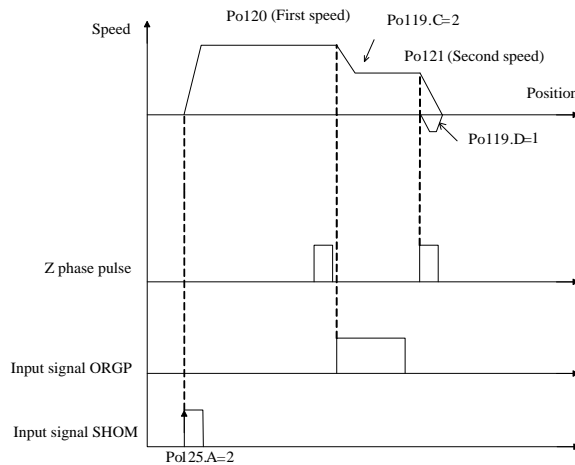 Po120 (First speed)
Po119.C=2
Speed
Po121 (Second speed)
Position
Po119.D=1
Z phase pulse
Input signal ORGP
Input signal SHOM
Po125.A=2